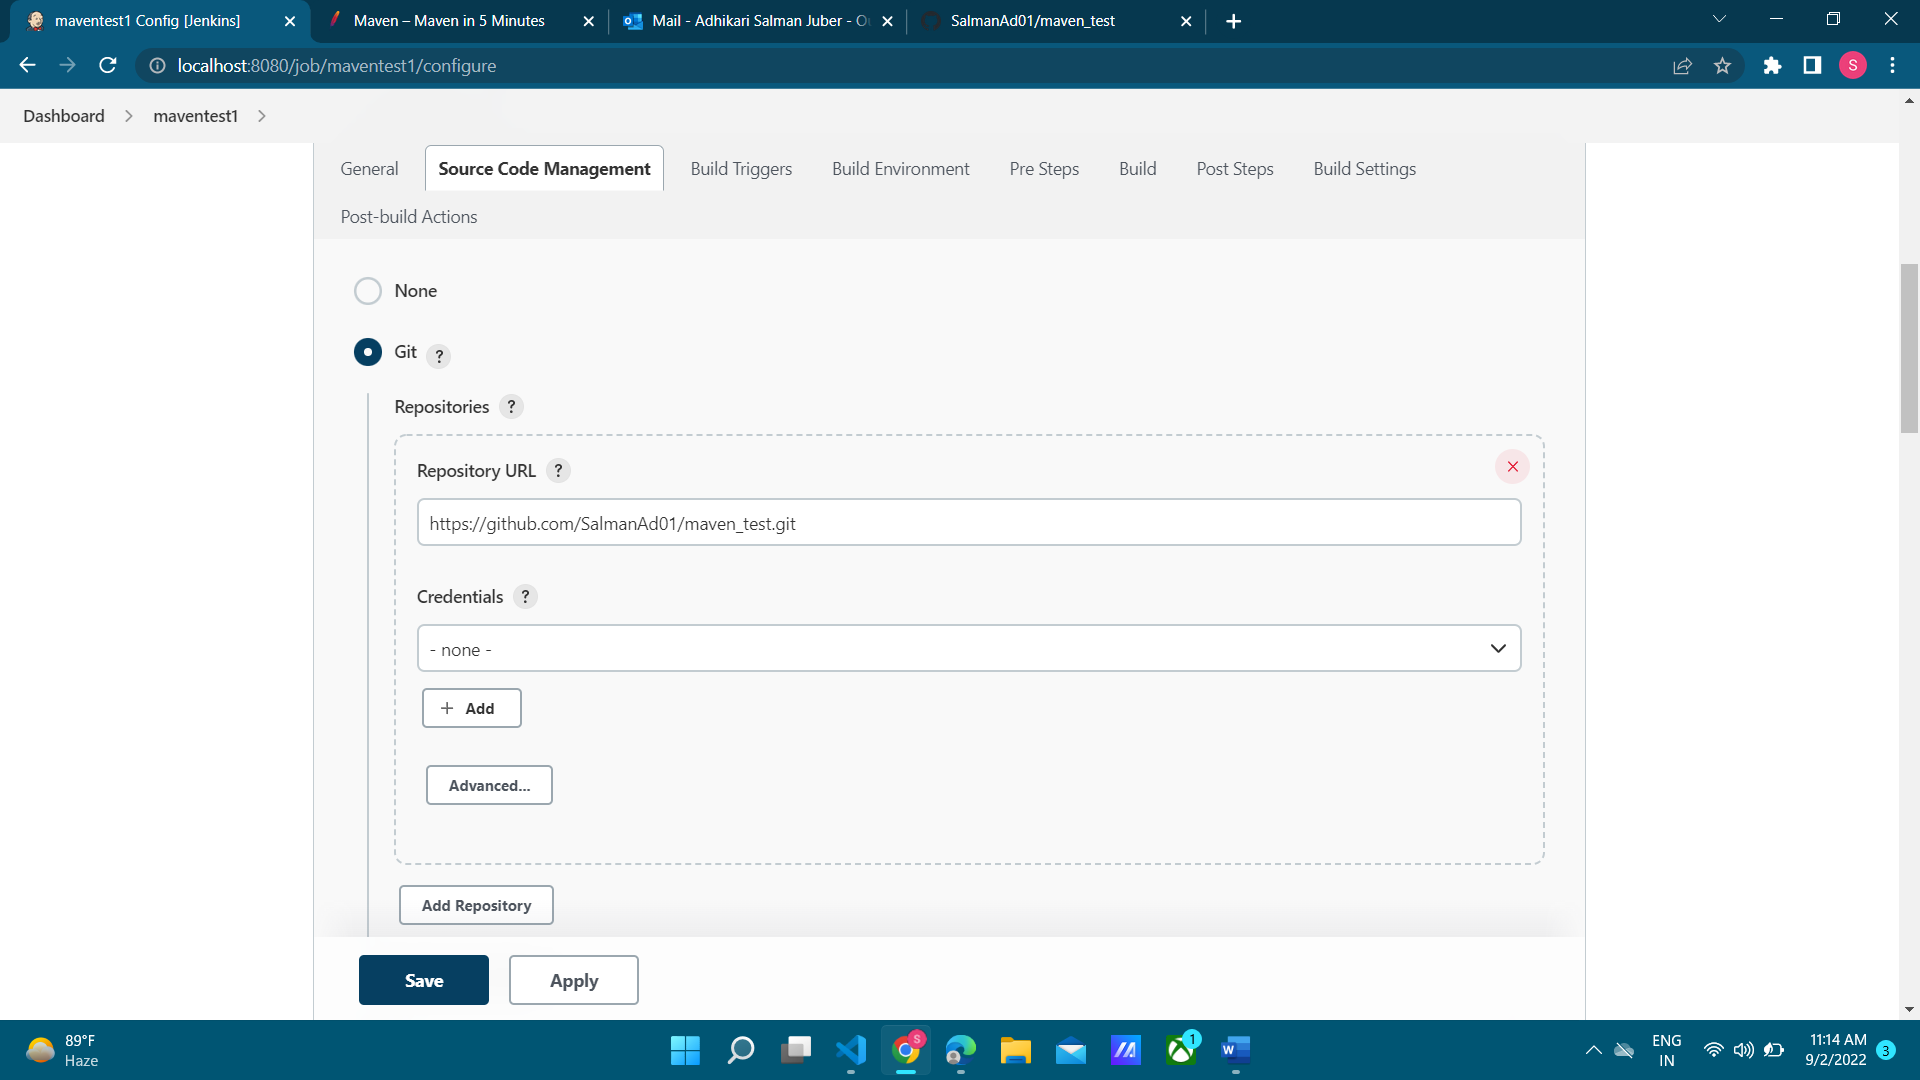 maventest1 Config [Jenkins]
Maven – Maven in 5 Minutes
Mail - Adhikari Salman Juber - Ou
SalmanAd01/maven_test
localhost:8080/job/maventest1/configure
S
Dashboard
maventest1
General
Source Code Management
Build Triggers
Build Environment
Pre Steps
Build
Post Steps
Build Settings
Post-build Actions
None
Git ?
Repositories ?
Repository URL ?
https://github.com/SalmanAd01/maven_test.git
Credentials ?
- none -
+ Add
Advanced...
Add Repository
Save
Apply
89°F
Haze
S
1
W
ENG
IN
11:14 AM
9/2/2022
3